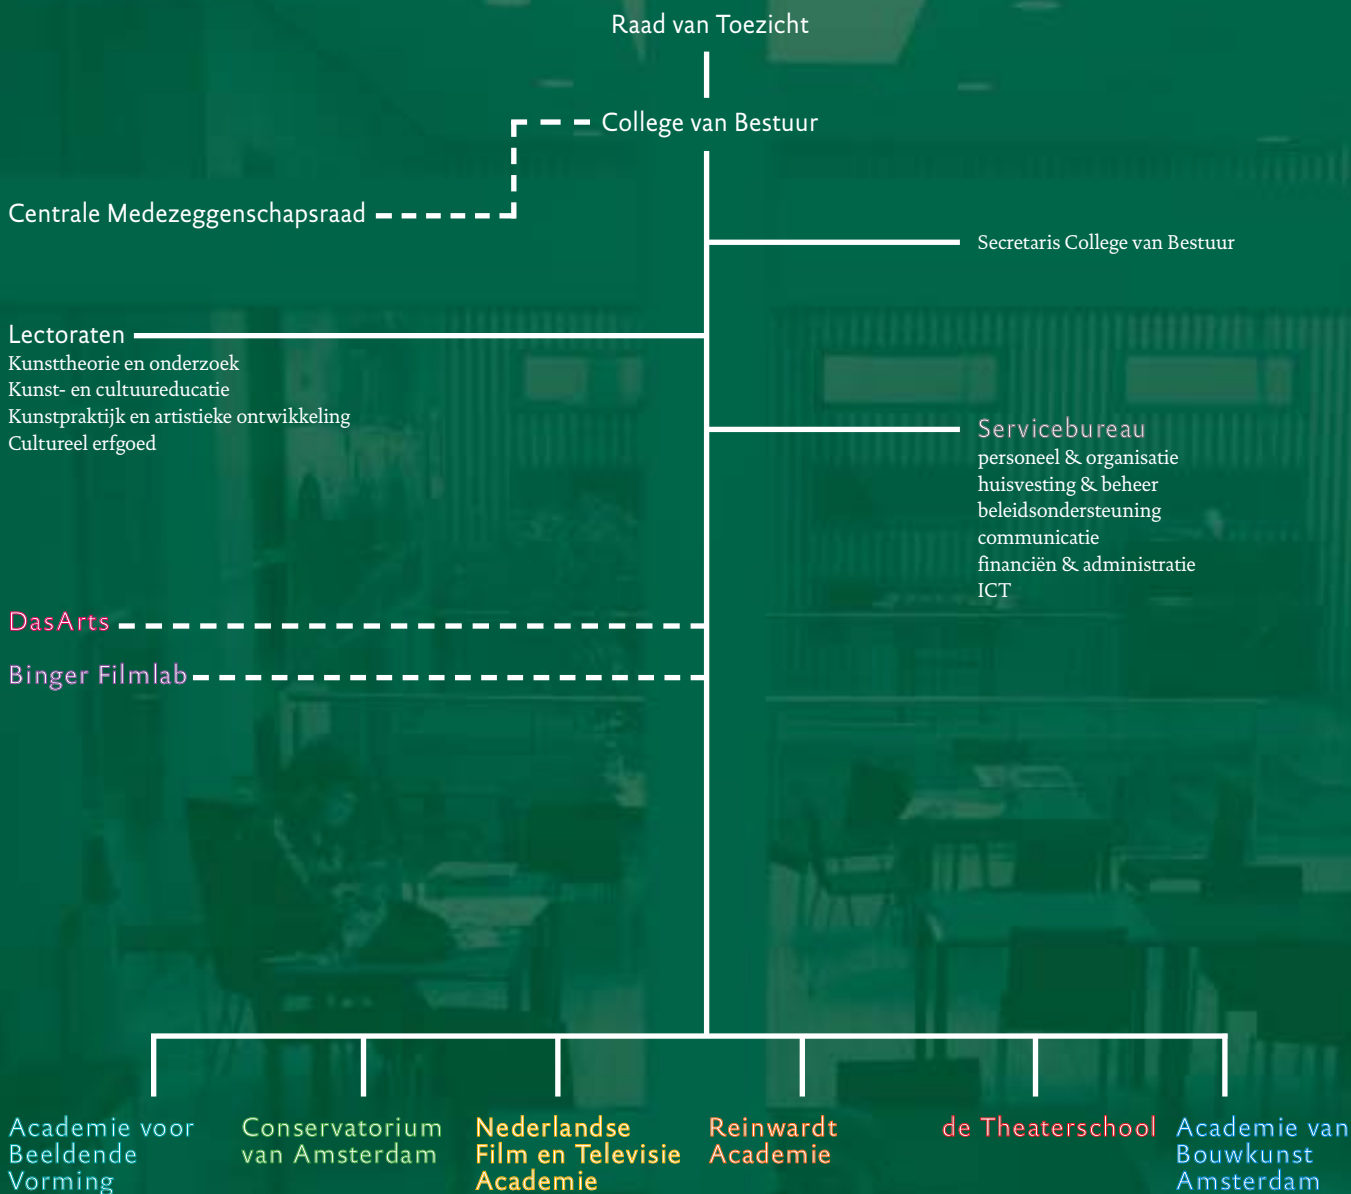 Raad van Toezicht
College van Bestuur
Centrale Medezeggenschapsraad
Secretaris College van Bestuur
Lectoraten
Kunsttheorie en onderzoek
Kunst- en cultuureducatie
Kunstpraktijk en artistieke ontwikkeling
Cultureel erfgoed
Servicebureau
personeel & organisatie
huisvesting & beheer
beleidsondersteuning
communicatie
financiën & administratie
ICT
DasArts
Binger Filmlab
Academie voor
Beeldende
Vorming
Conservatorium
van Amsterdam
Nederlandse
Film en Televisie
Academie
Reinwardt
Academie
de Theaterschool
Academie van
Bouwkunst
Amsterdam